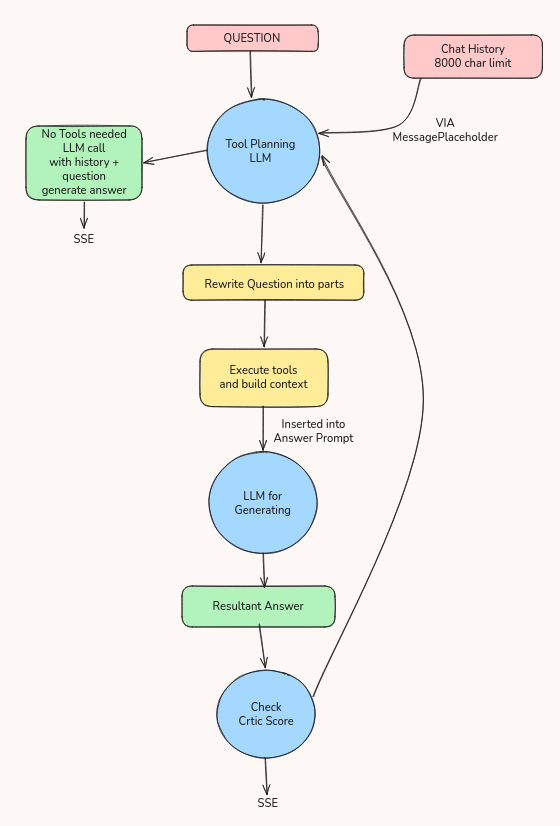 QUESTION
Chat History
8000 char limit
VIA
MessagePlaceholder
Tool Planning
LLM
No Tools needed
LLM call
with history +
question
generate answer
SSE
Rewrite Question into parts
Execute tools
and build context
Inserted into
Answer Prompt
LLM for
Generating
Resultant Answer
Check
Crtic Score
SSE